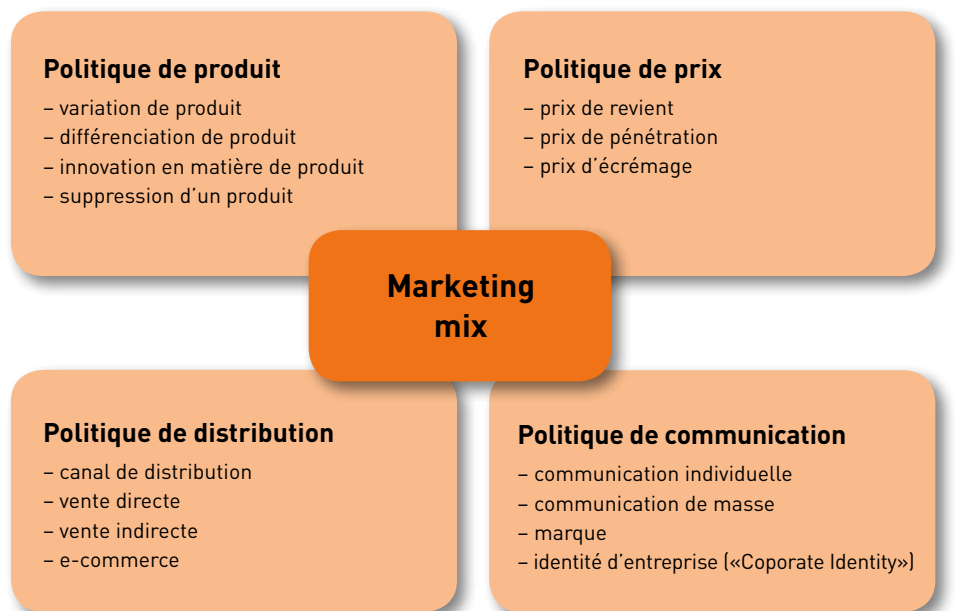 Politique de produit
– variation de produit
– différenciation de produit
– innovation en matière de produit
– suppression d’un produit
Politique de prix
– prix de revient
– prix de pénétration
– prix d’écrémage
Marketing
mix
Politique de distribution
– canal de distribution
– vente directe
– vente indirecte
– e-commerce
Politique de communication
– communication individuelle
– communication de masse
– marque
– identité d’entreprise («Coporate Identity»)